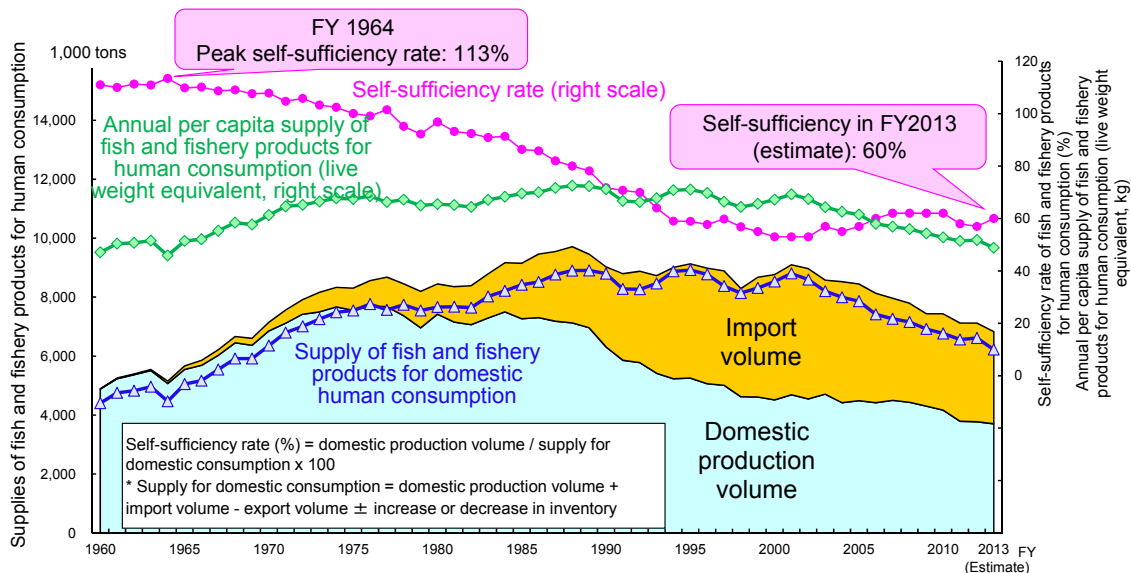 FY 1964
Peak self-sufficiency rate: 113%
1,000 tons
Self-sufficiency rate (right scale)
Annual per capita supply of
fish and fishery products for
human consumption (live
weight equivalent, right scale)
Self-sufficiency in FY2013
(estimate): 60%
Supplies of fish and fishery products for human consumption
14,000
12,000
10,000
8,000
6,000
4,000
2,000
0
120
100
80
60
40
20
0
Self-sufficiency rate of fish and fishery products
for human consumption (%)
Annual per capita supply of fish and fishery
products for human consumption (live weight
equivalent, kg)
Import
volume
Supply of fish and fishery
products for domestic
human consumption
Domestic
production
volume
Self-sufficiency rate (%) = domestic production volume / supply for
domestic consumption x 100
* Supply for domestic consumption = domestic production volume +
import volume - export volume ± increase or decrease in inventory
1960 1965 1970 1975 1980 1985 1990 1995 2000 2005 2010 2013 FY
(Estimate)